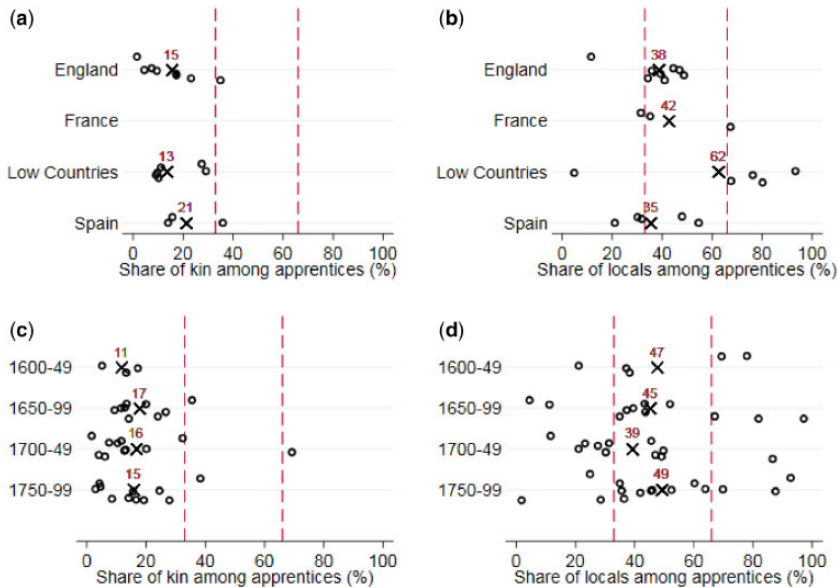 (a)
15
England
France
13
Low Countries
21
Spain
0 20 40 60 80 100
Share of kin among apprentices (%)
(b)
38
England
42
France
62
Low Countries
35
Spain
0 20 40 60 80 100
Share of locals among apprentices (%)
(c)
11
1600-49
17
1650-99
16
1700-49
15
1750-99
0 20 40 60 80 100
Share of kin among apprentices (%)
(d)
47
1600-49
45
1650-99
39
1700-49
49
1750-99
0 20 40 60 80 100
Share of locals among apprentices (%)